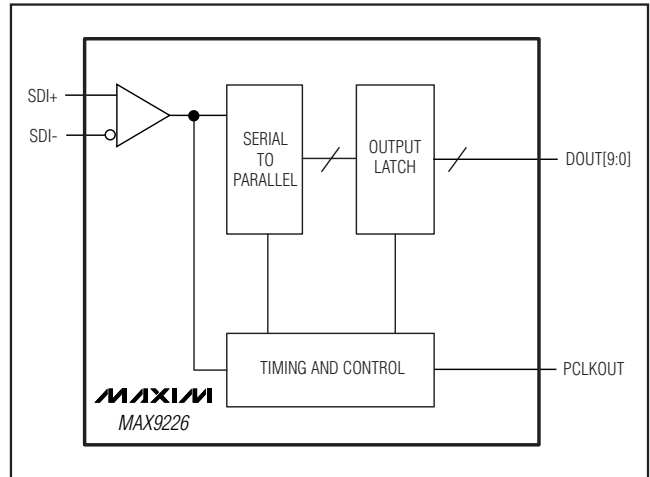 SDI+
SDI-
SERIAL
TO
PARALLEL
OUTPUT
LATCH
DOUT[9:0]
TIMING AND CONTROL
PCLKOUT
MAXIM
MAX9226